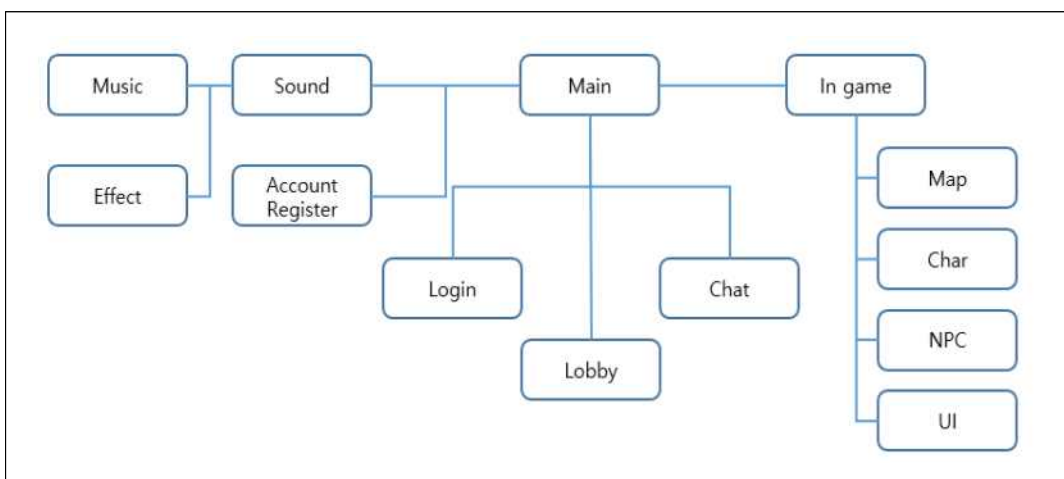 Music
Sound
Main
In game
Effect
Account
Register
Map
Char
Login
Chat
NPC
Lobby
UI